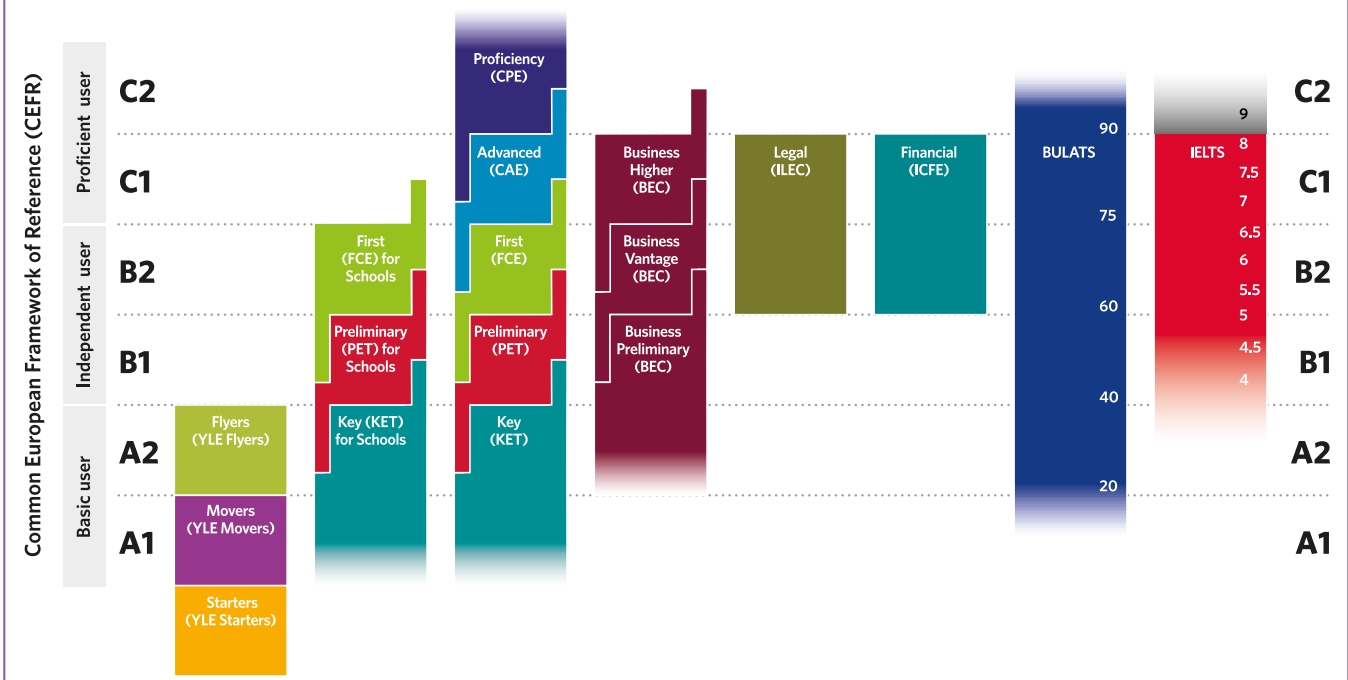 Common European Framework of Reference (CEFR)
Proficient user
Independent user
Basic user
C2
C1
B2
B1
A2
A1
Flyers
(YLE Flyers)
Movers
(YLE Movers)
Starters
(YLE Starters)
First
(FCE) for
Schools
Preliminary
(PET) for
Schools
Key (KET)
for Schools
Proficiency
(CPE)
Advanced
(CAE)
First
(FCE)
Preliminary
(PET)
Key
(KET)
Business
Higher
(BEC)
Business
Vantage
(BEC)
Business
Preliminary
(BEC)
Legal
(ILEC)
Financial
(ICFE)
90
BULATS
75
60
40
20
9
8
IELTS
7.5
7
6.5
6
5.5
5
4.5
4
C2
C1
B2
B1
A2
A1